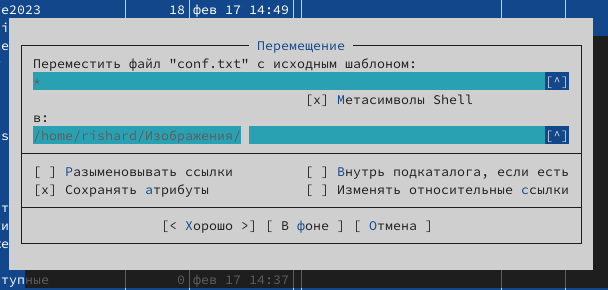 е2023 18 фев 17 14:49
Перемещение
Переместить файл "conf.txt" с исходным шаблоном:
* [^]
[x] Метасимволы Shell
в:
/home/rishard/Изображения/ [^]
[ ] Разыменовывать ссылки [ ] Внутрь подкаталога, если есть
[x] Сохранять атрибуты [ ] Изменять относительные ссылки
[< Хорошо >] [ В фоне ] [ Отмена ]
тупные 0 фев 17 14:37